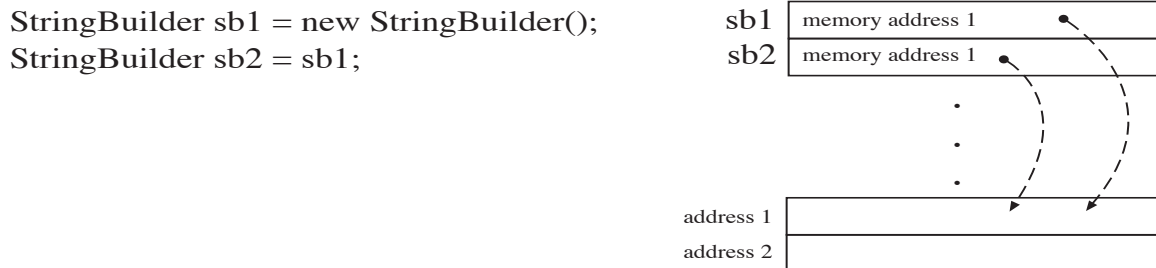 StringBuilder sb1 = new StringBuilder();
StringBuilder sb2 = sb1;
sb1 memory address 1
sb2 memory address 1
address 1
address 2